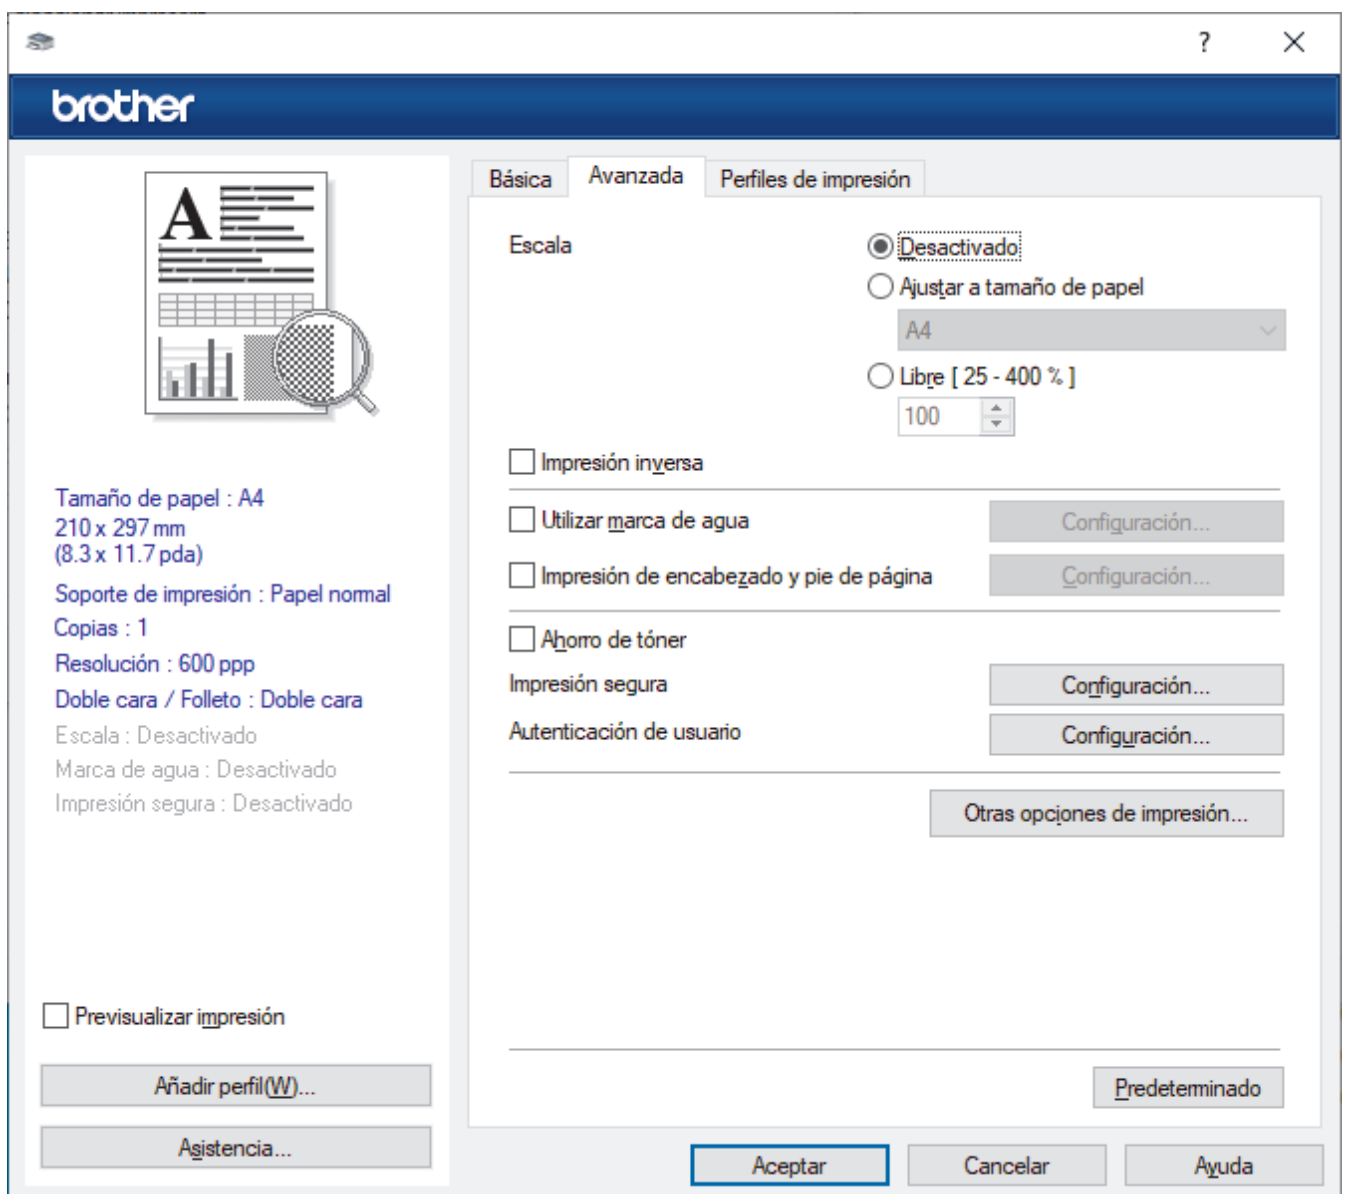 ?
brother
A
Tamaño de papel : A4
210 x 297 mm
(8.3 x 11.7 pda)
Soporte de impresión : Papel normal
Copias : 1
Resolución : 600 ppp
Doble cara / Folleto : Doble cara
Escala : Desactivado
Marca de agua : Desactivado
Impresión segura : Desactivado
Previsualizar impresión
Añadir perfil(W)...
Asistencia...
Básica Avanzada Perfiles de impresión
Escala
Desactivado
Ajustar a tamaño de papel
A4
Libre [ 25 - 400 % ]
100
Impresión inversa
Utilizar marca de agua Configuración...
Impresión de encabezado y pie de página Configuración...
Ahorro de tóner
Impresión segura Configuración...
Autenticación de usuario Configuración...
Otras opciones de impresión...
Predeterminado
Aceptar Cancelar Ayuda